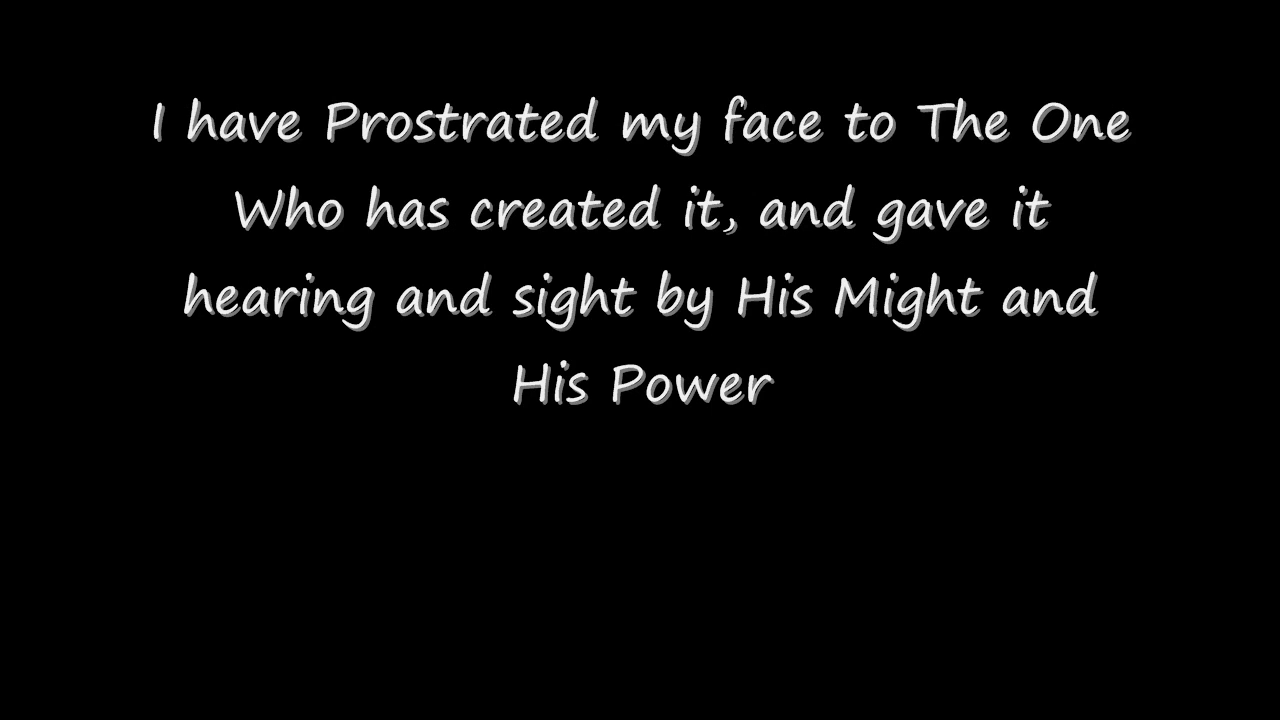 I have Prostrated my face to The One
Who has created it, and gave it
hearing and sight by His Might and
His Power